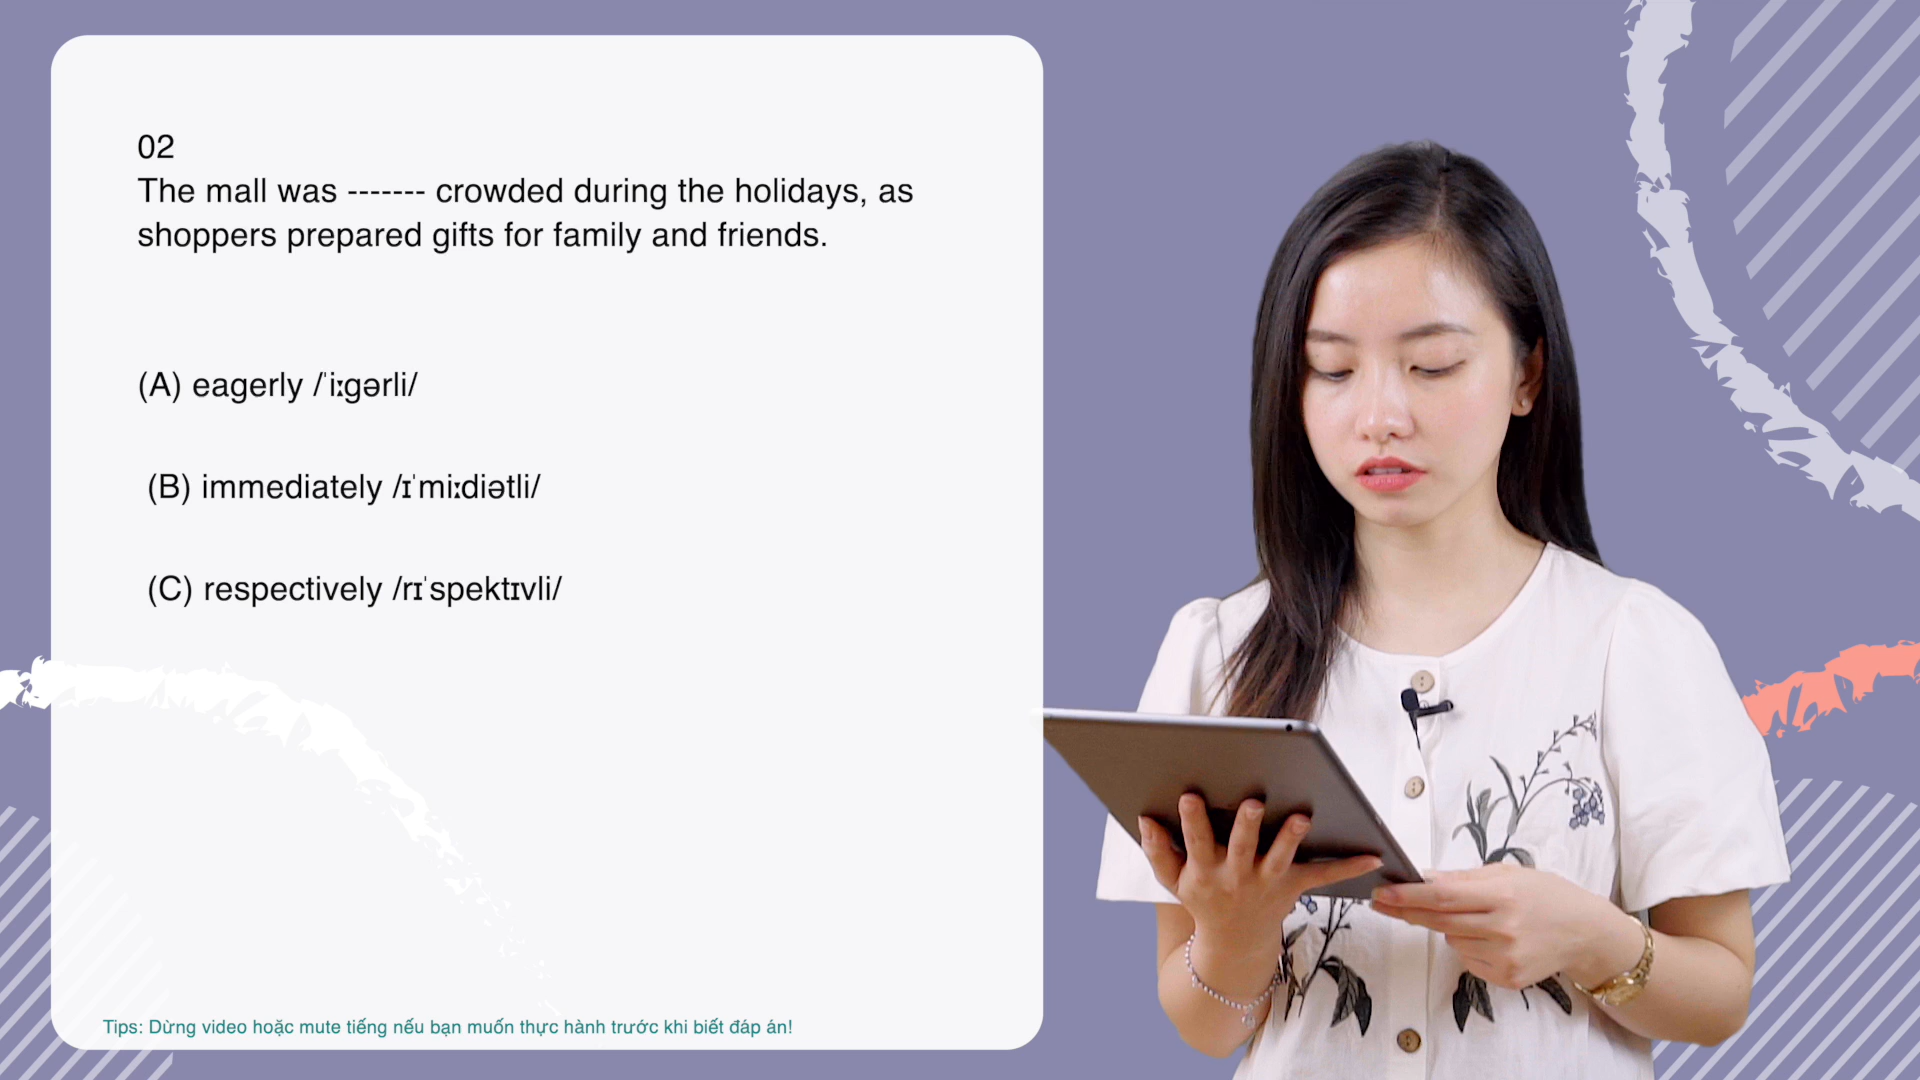 02
The mall was ------- crowded during the holidays, as
shoppers prepared gifts for family and friends.
(A) eagerly /ˈiːgərli/
(B) immediately /ɪˈmiːdiətli/
(C) respectively /rɪˈspektɪvli/
Tips: Dừng video hoặc mute tiếng nếu bạn muốn thực hành trước khi biết đáp án!